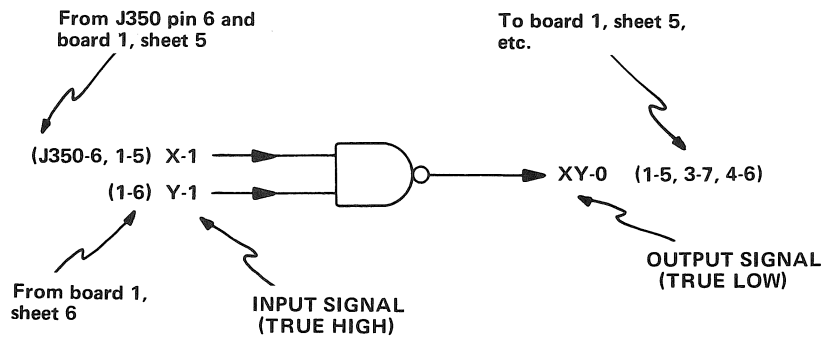 From J350 pin 6 and
board 1, sheet 5
To board 1, sheet 5,
etc.
(J350-6, 1-5) X-1
(1-6) Y-1
XY-0 (1-5, 3-7, 4-6)
From board 1,
sheet 6
INPUT SIGNAL
(TRUE HIGH)
OUTPUT SIGNAL
(TRUE LOW)